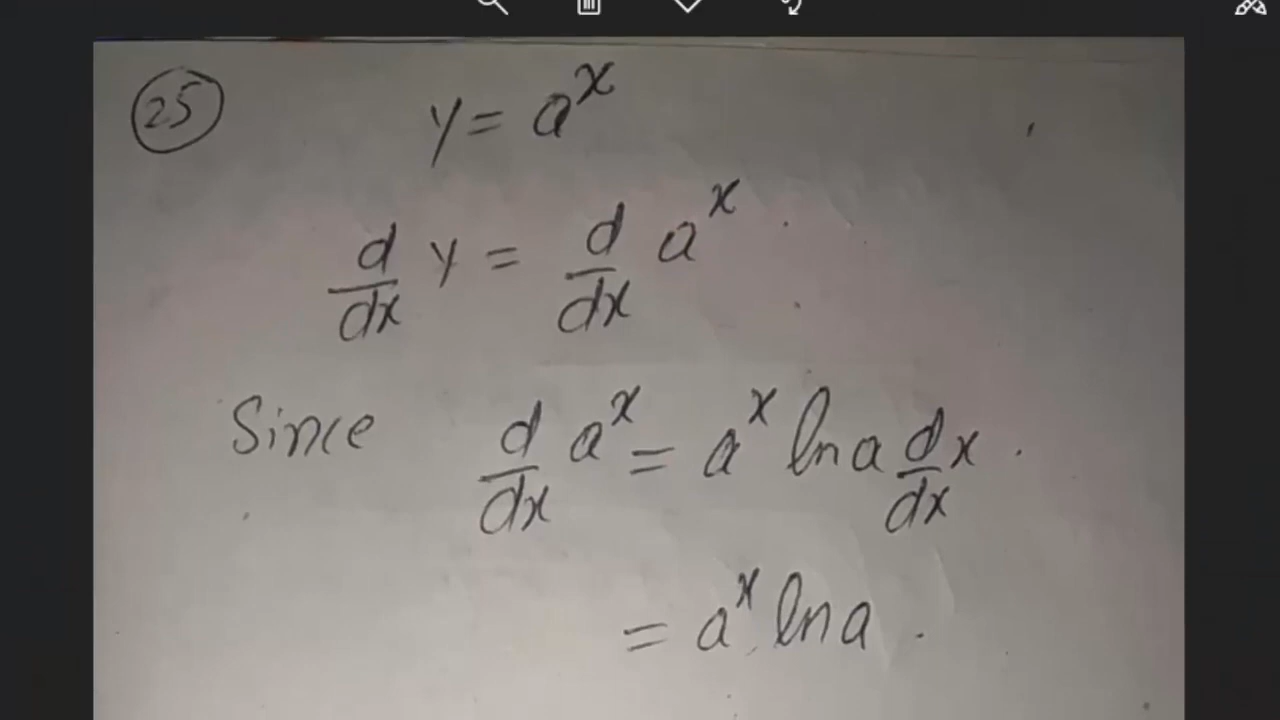 25
y = a^x
d/dx y = d/dx a^x
Since d/dx a^x = a^x ln a d/dx x .
= a^x ln a .